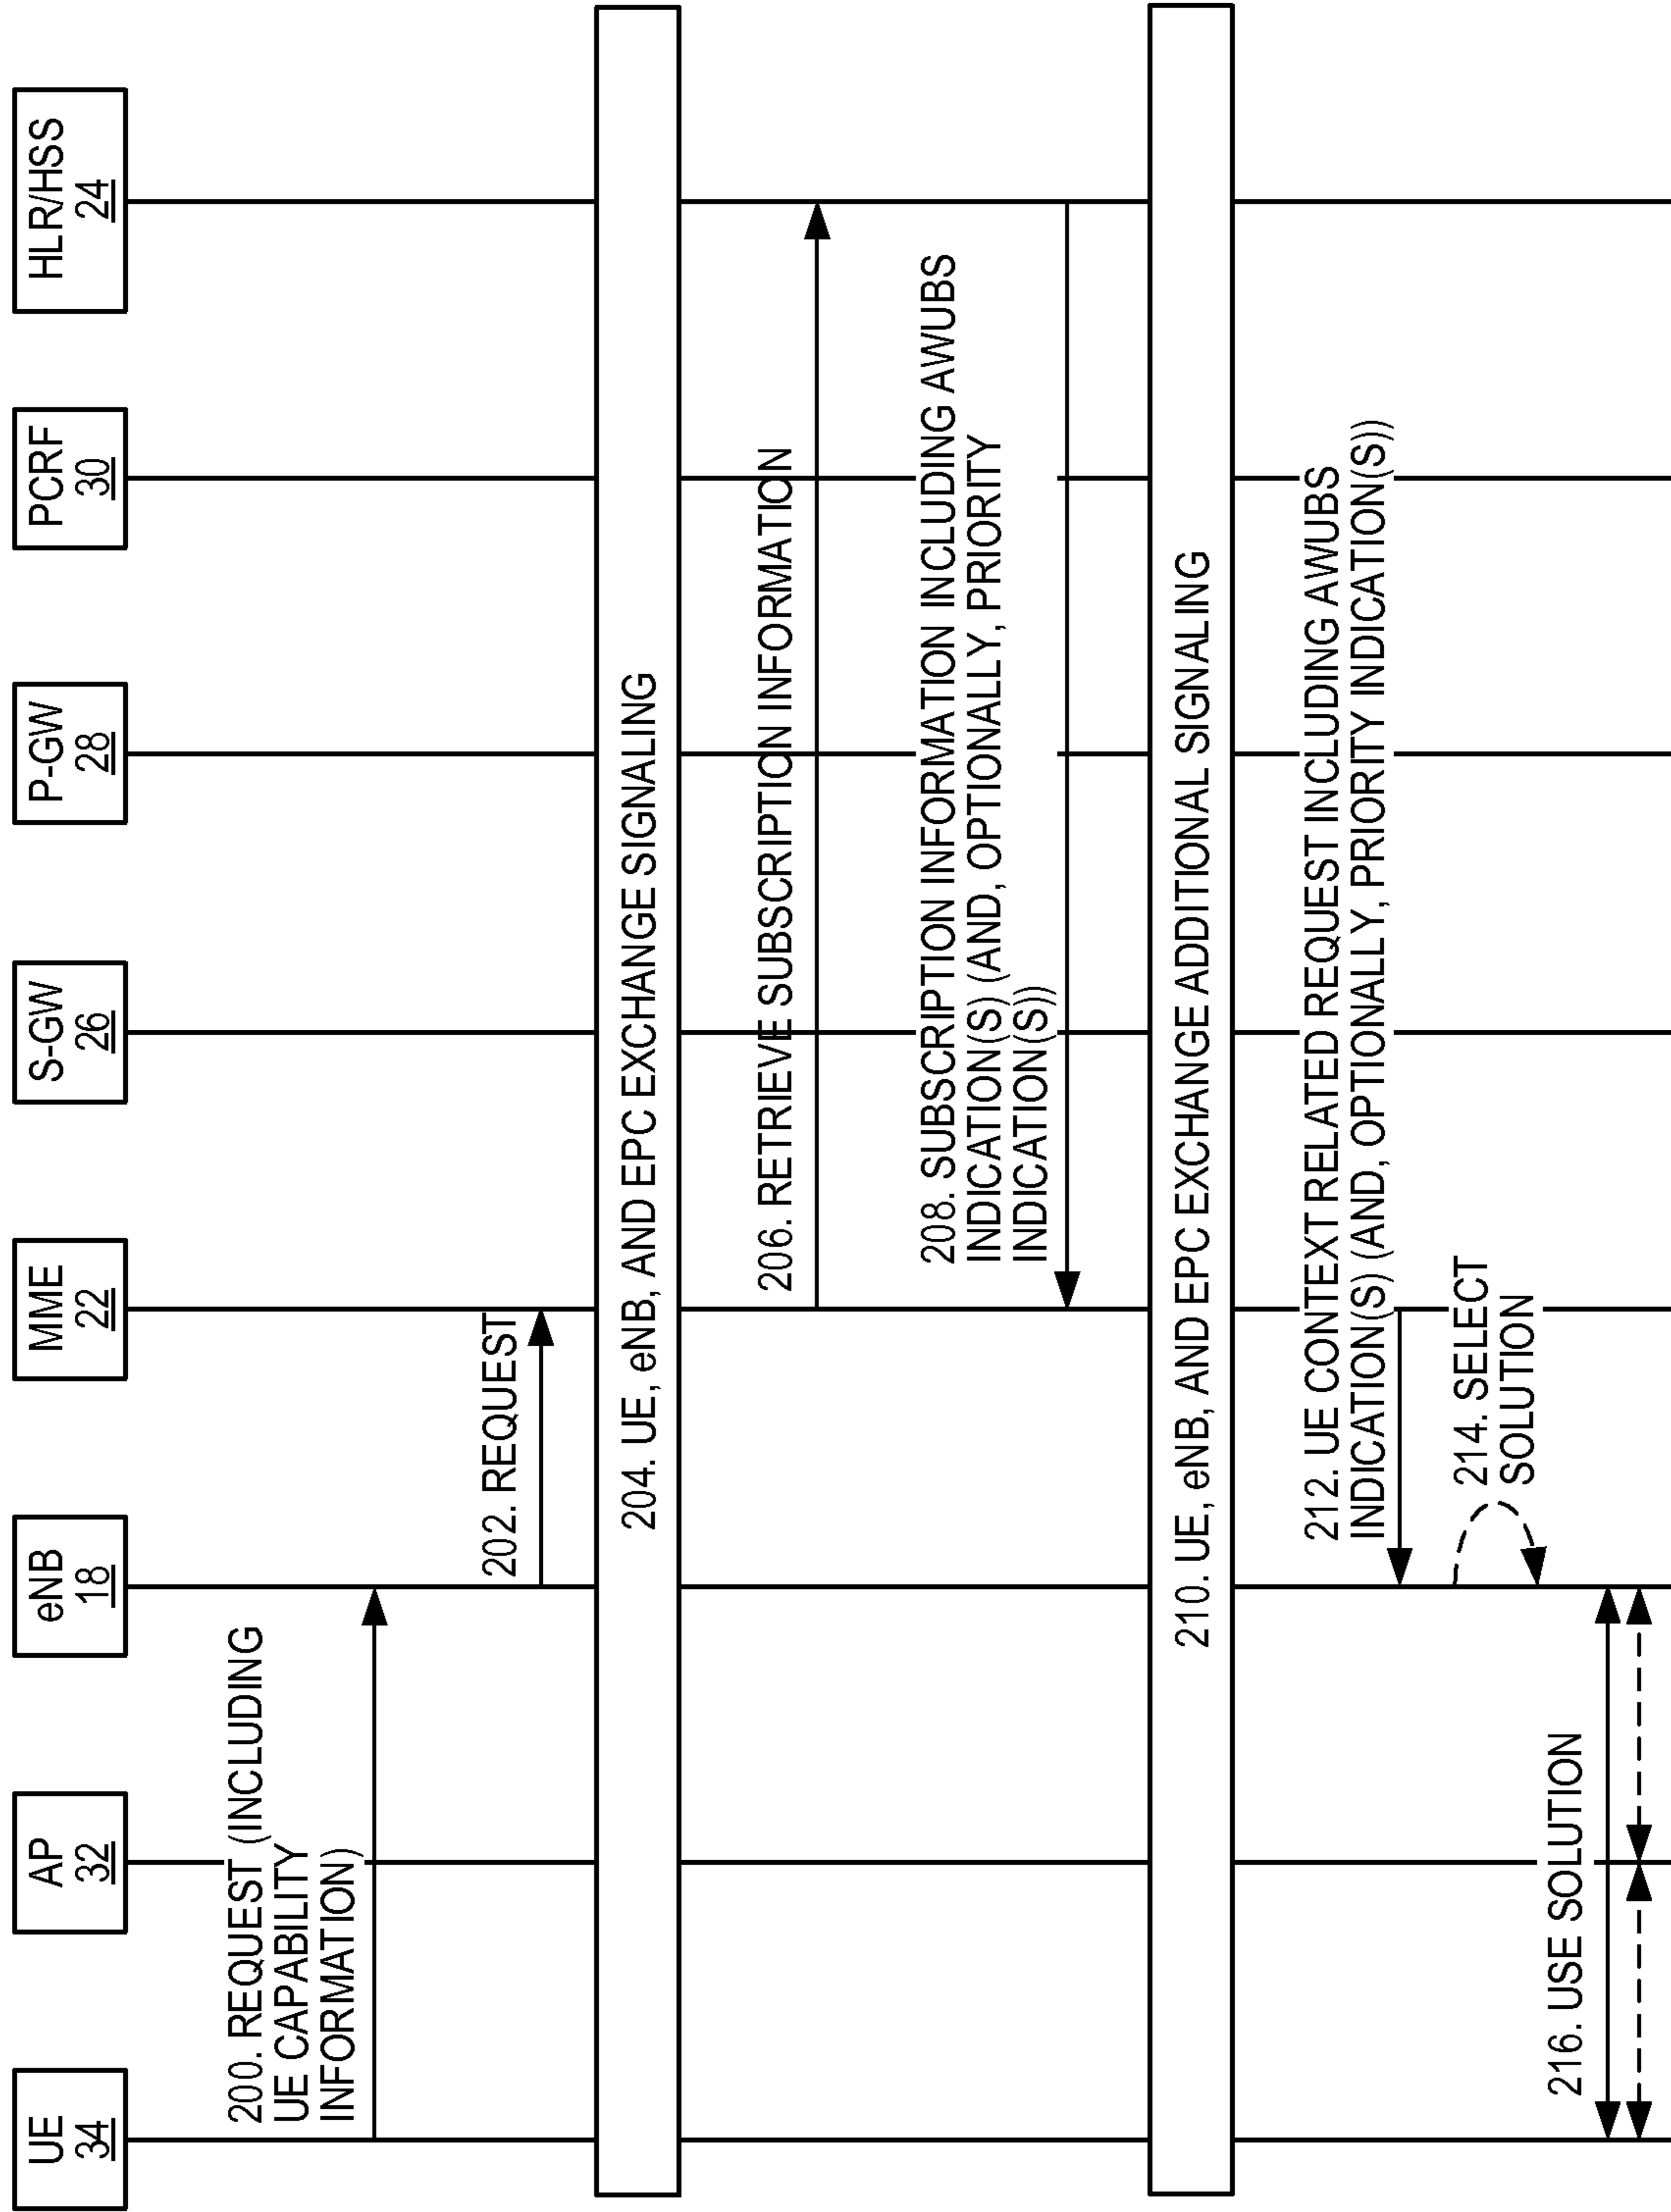 UE
34
AP
32
eNB
18
MME
22
S-GW
26
P-GW
28
PCRF
30
HLR/HSS
24
200. REQUEST (INCLUDING
UE CAPABILITY
INFORMATION)
202. REQUEST
204. UE, eNB, AND EPC EXCHANGE SIGNALING
206. RETRIEVE SUBSCRIPTION INFORMATION
208. SUBSCRIPTION INFORMATION INCLUDING AWUBS
INDICATION(S) (AND, OPTIONALLY, PRIORITY
INDICATION(S))
210. UE, eNB, AND EPC EXCHANGE ADDITIONAL SIGNALING
212. UE CONTEXT RELATED REQUEST INCLUDING AWUBS
INDICATION(S) (AND, OPTIONALLY, PRIORITY INDICATION(S))
214. SELECT
SOLUTION
216. USE SOLUTION